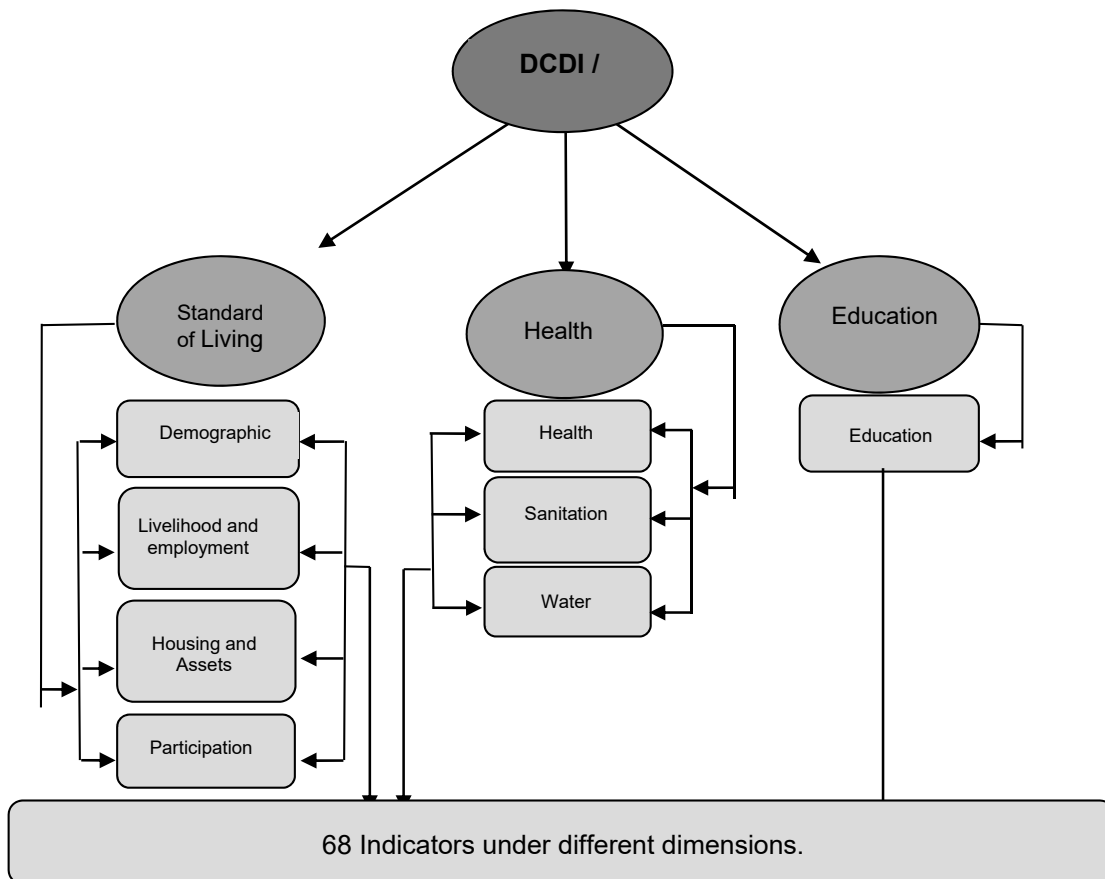 DCDI /
Standard
of Living
Health
Education
Demographic
Livelihood and
employment
Housing and
Assets
Participation
Health
Sanitation
Water
Education
68 Indicators under different dimensions.